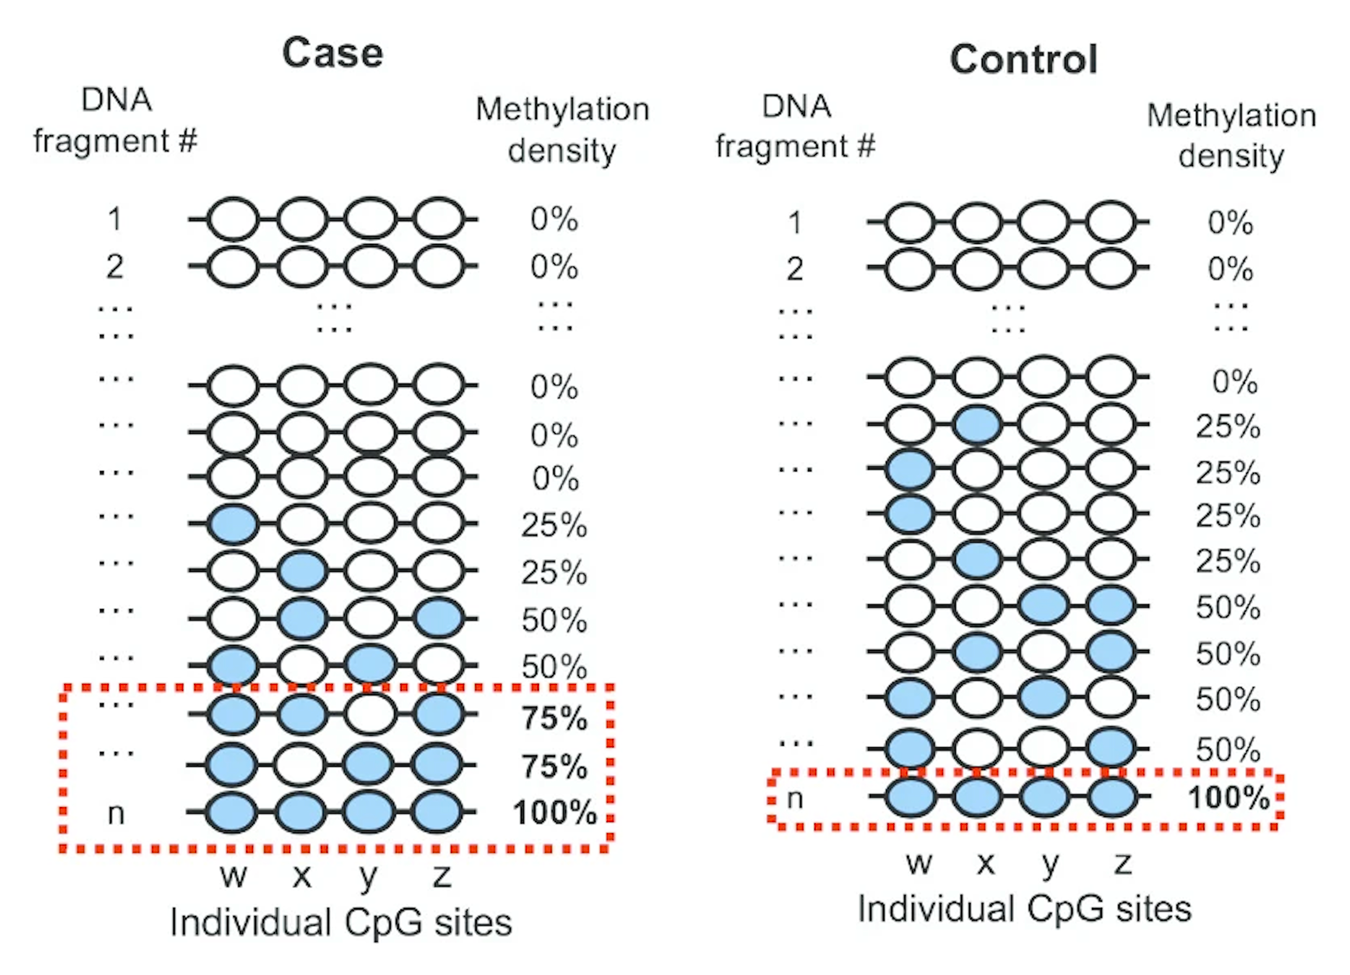 Case
DNA
fragment #
Methylation
density
1 0%
2 0%
... ... ...
... ... ...
... 0%
... 0%
... 0%
... 25%
... 25%
... 50%
... 50%
... 75%
... 75%
n 100%
w x y z
Individual CpG sites
Control
DNA
fragment #
Methylation
density
1 0%
2 0%
... ... ...
... ... ...
... 0%
... 25%
... 25%
... 25%
... 25%
... 50%
... 50%
... 50%
... 50%
n 100%
w x y z
Individual CpG sites